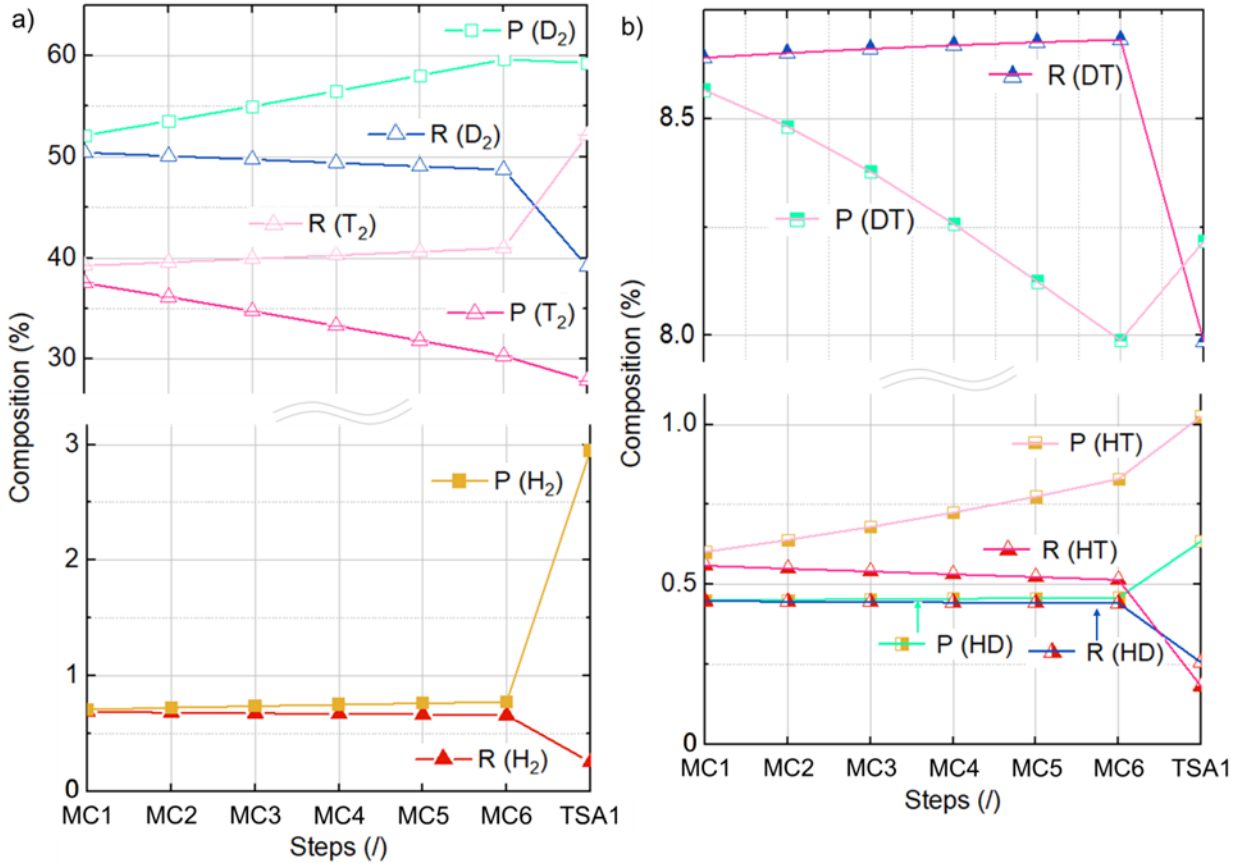 a)
P (D₂)
60
R (D₂)
50
R (T₂)
40
P (T₂)
30
Composition (%)
3
P (H₂)
2
1
R (H₂)
0
MC1 MC2 MC3 MC4 MC5 MC6 TSA1
Steps (/)
b)
R (DT)
8.5
P (DT)
8.0
Composition (%)
1.0
P (HT)
R (HT)
0.5
P (HD) R (HD)
0
MC1 MC2 MC3 MC4 MC5 MC6 TSA1
Steps (/)